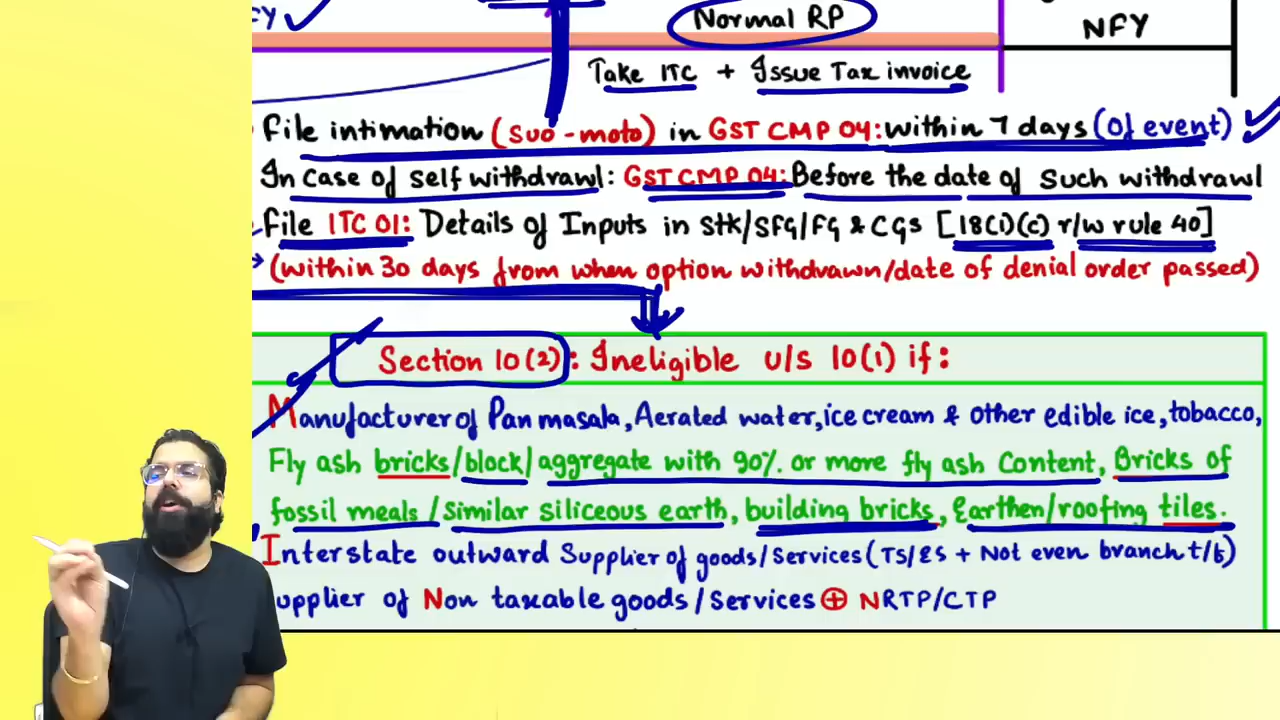 FY
Normal RP
NFY
Take ITC + Issue Tax invoice
File intimation (Suo-moto) in GST CMP 04: within 7 days (Of event)
In case of self withdrawl: GST CMP 04: Before the date of such withdrawl
File ITC 01: Details of Inputs in Stk/SFG/FG & CGs [18(1)(c) r/w rule 40]
(within 30 days from when option withdrawn/date of denial order passed)
Section 10(2): Ineligible u/s 10(1) if:
Manufacturer of Pan masala, Aerated water, ice cream & other edible ice, tobacco,
Fly ash bricks/block/aggregate with 90% or more fly ash Content, Bricks of
fossil meals/similar siliceous earth, building bricks, Earthen/roofing tiles.
Interstate outward Supplier of goods/Services (TS/ES + Not even branch t/f)
upplier of Non taxable goods/Services ⊕ NRTP/CTP